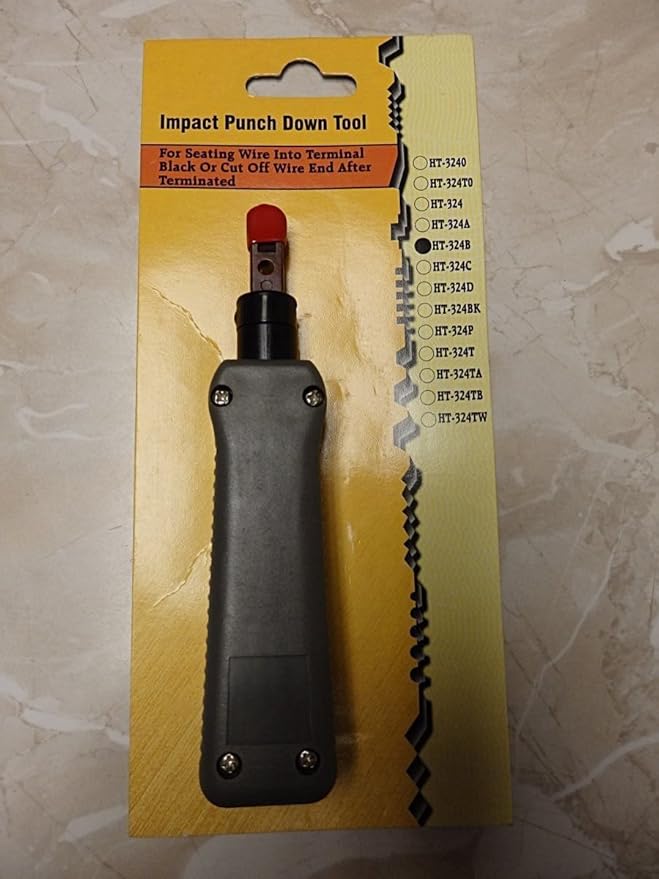 Impact Punch Down Tool
For Seating Wire Into Terminal
Black Or Cut Off Wire End After
Terminated
HT-3240
HT-324T0
HT-324
HT-324A
HT-324B
HT-324C
HT-324D
HT-324BK
HT-324P
HT-324T
HT-324TA
HT-324TB
HT-324TW